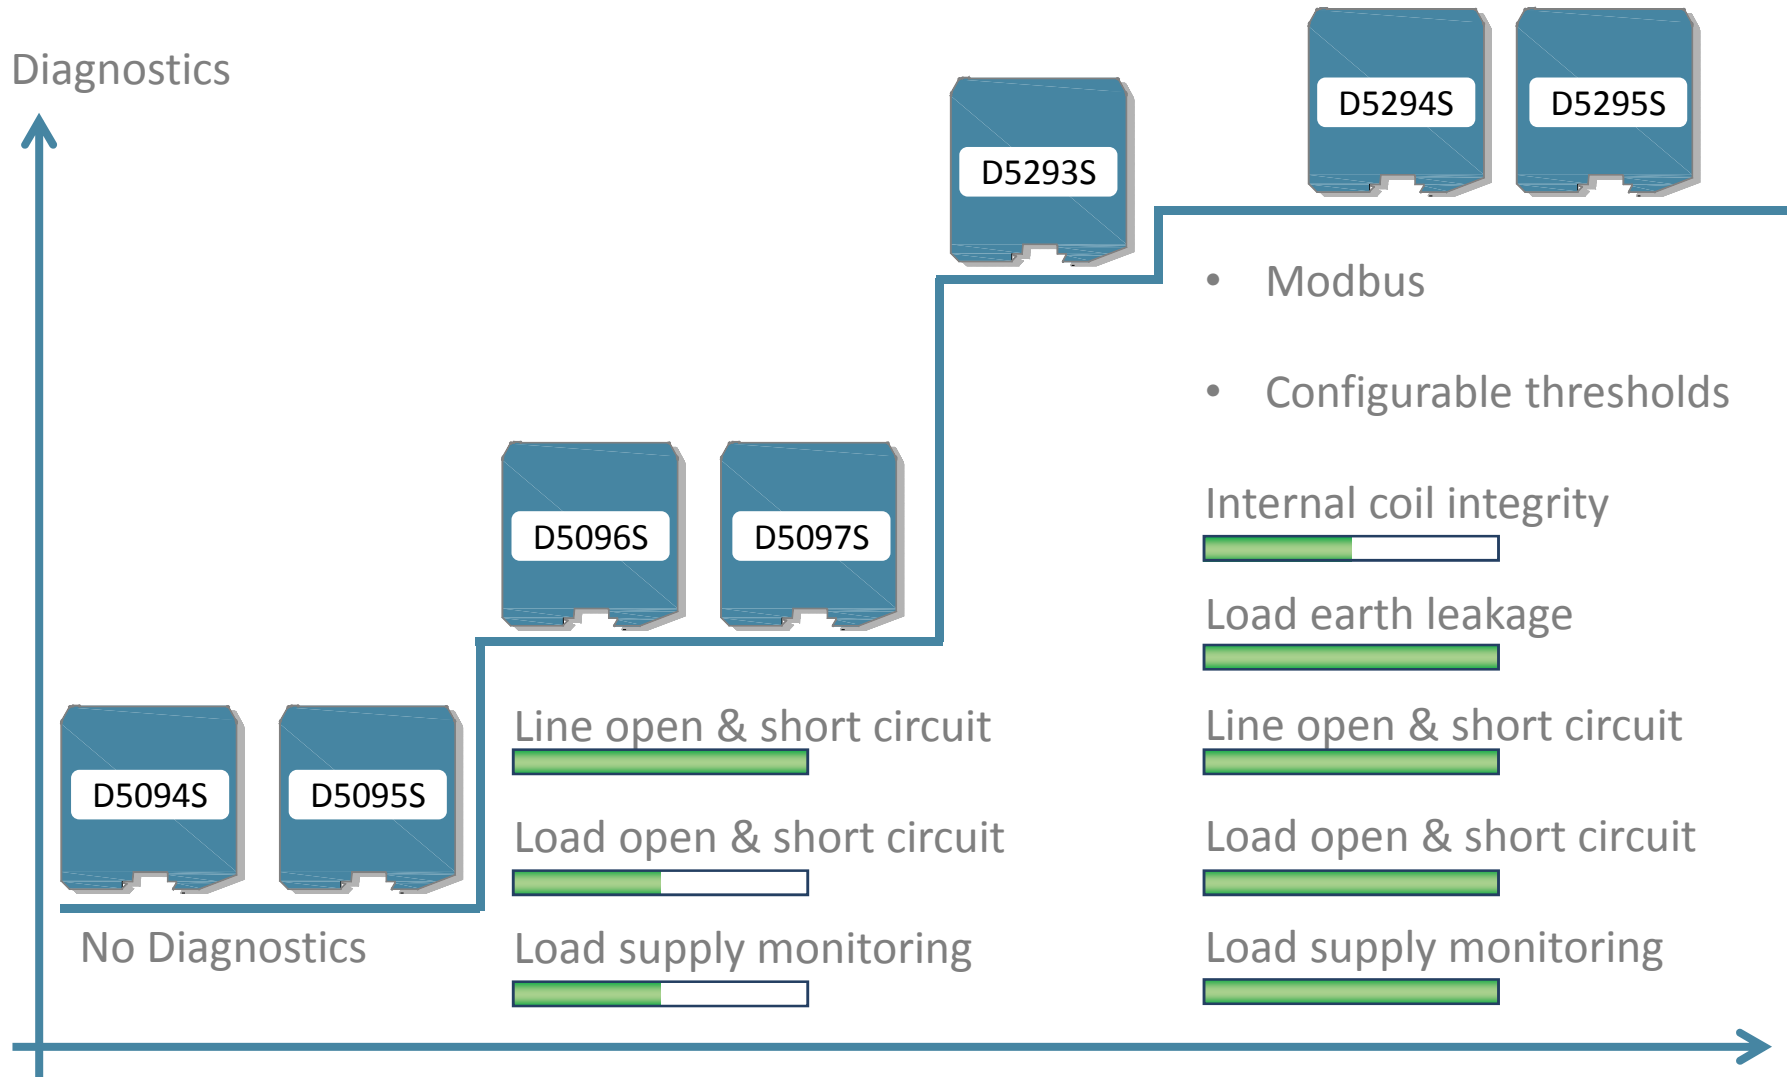 Diagnostics
D5294S
D5295S
D5293S
• Modbus
• Configurable thresholds
D5096S
D5097S
Internal coil integrity
Load earth leakage
D5094S
D5095S
Line open & short circuit
Load open & short circuit
Load supply monitoring
Line open & short circuit
Load open & short circuit
Load supply monitoring
No Diagnostics